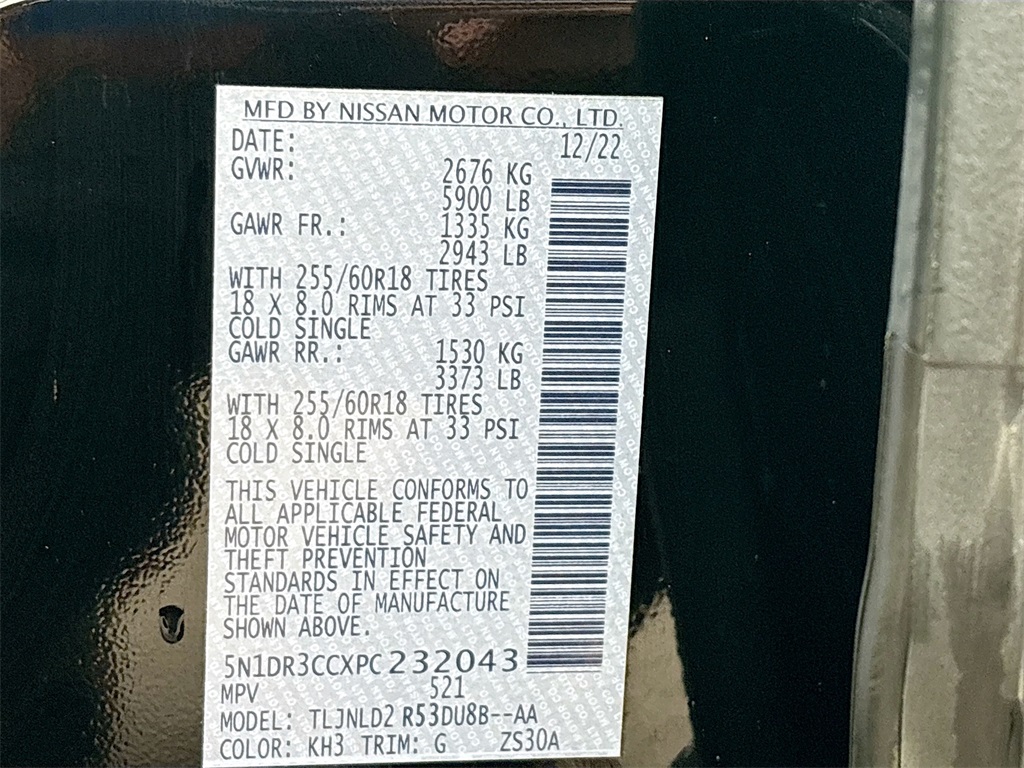 MFD BY NISSAN MOTOR CO., LTD.
DATE: 12/22
GVWR: 2676 KG
5900 LB
GAWR FR.: 1335 KG
2943 LB
WITH 255/60R18 TIRES
18 X 8.0 RIMS AT 33 PSI
COLD SINGLE
GAWR RR.: 1530 KG
3373 LB
WITH 255/60R18 TIRES
18 X 8.0 RIMS AT 33 PSI
COLD SINGLE
THIS VEHICLE CONFORMS TO
ALL APPLICABLE FEDERAL
MOTOR VEHICLE SAFETY AND
THEFT PREVENTION
STANDARDS IN EFFECT ON
THE DATE OF MANUFACTURE
SHOWN ABOVE.
5N1DR3CCXPC232043
MPV 521
MODEL: TLJNLD2 R53DU8B--AA
COLOR: KH3 TRIM: G ZS30A